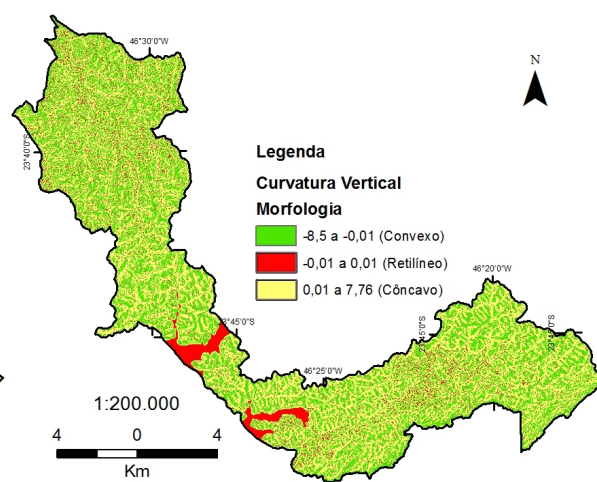 46°30'0"W
N
23°40'0"S
Legenda
Curvatura Vertical
Morfologia
-8,5 a -0,01 (Convexo)
-0,01 a 0,01 (Retilíneo)
0,01 a 7,76 (Côncavo)
46°20'0"W
23°45'0"S
46°25'0"W
1:200.000
4 0 4
Km